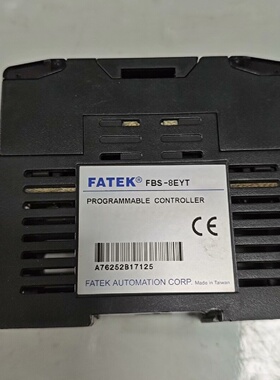 FATEK® FBS-8EYT
PROGRAMMABLE CONTROLLER
CE
A76252B17125
FATEK AUTOMATION CORP. Made in Taiwan